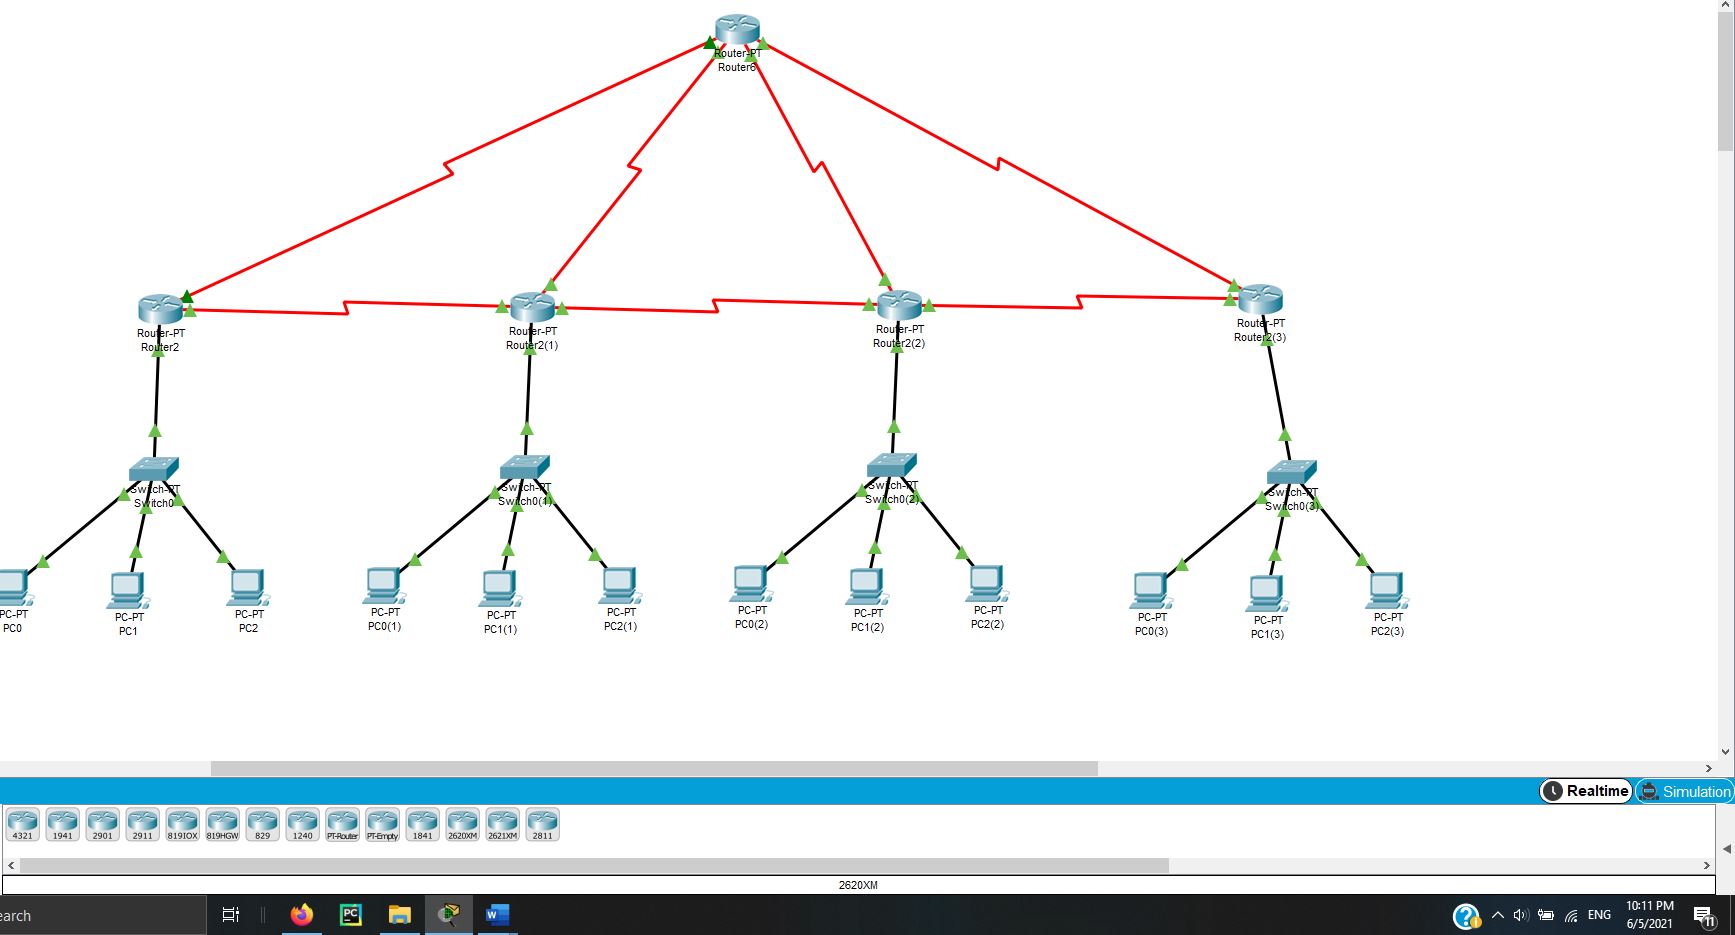 Router-PT
Router6
Router-PT
Router2
Router-PT
Router2(1)
Router-PT
Router2(2)
Router-PT
Router2(3)
Switch-PT
Switch0
Switch-PT
Switch0(1)
Switch-PT
Switch0(2)
Switch-PT
Switch0(3)
PC-PT
PC0
PC-PT
PC1
PC-PT
PC2
PC-PT
PC0(1)
PC-PT
PC1(1)
PC-PT
PC2(1)
PC-PT
PC0(2)
PC-PT
PC1(2)
PC-PT
PC2(2)
PC-PT
PC0(3)
PC-PT
PC1(3)
PC-PT
PC2(3)
Realtime
Simulation
4321
1941
2901
2911
819IOX
819HGW
829
1240
PT-Router
PT-Empty
1841
2620XM
2621XM
2811
2620XM
earch
PC
W
?
ENG
10:11 PM
6/5/2021
11